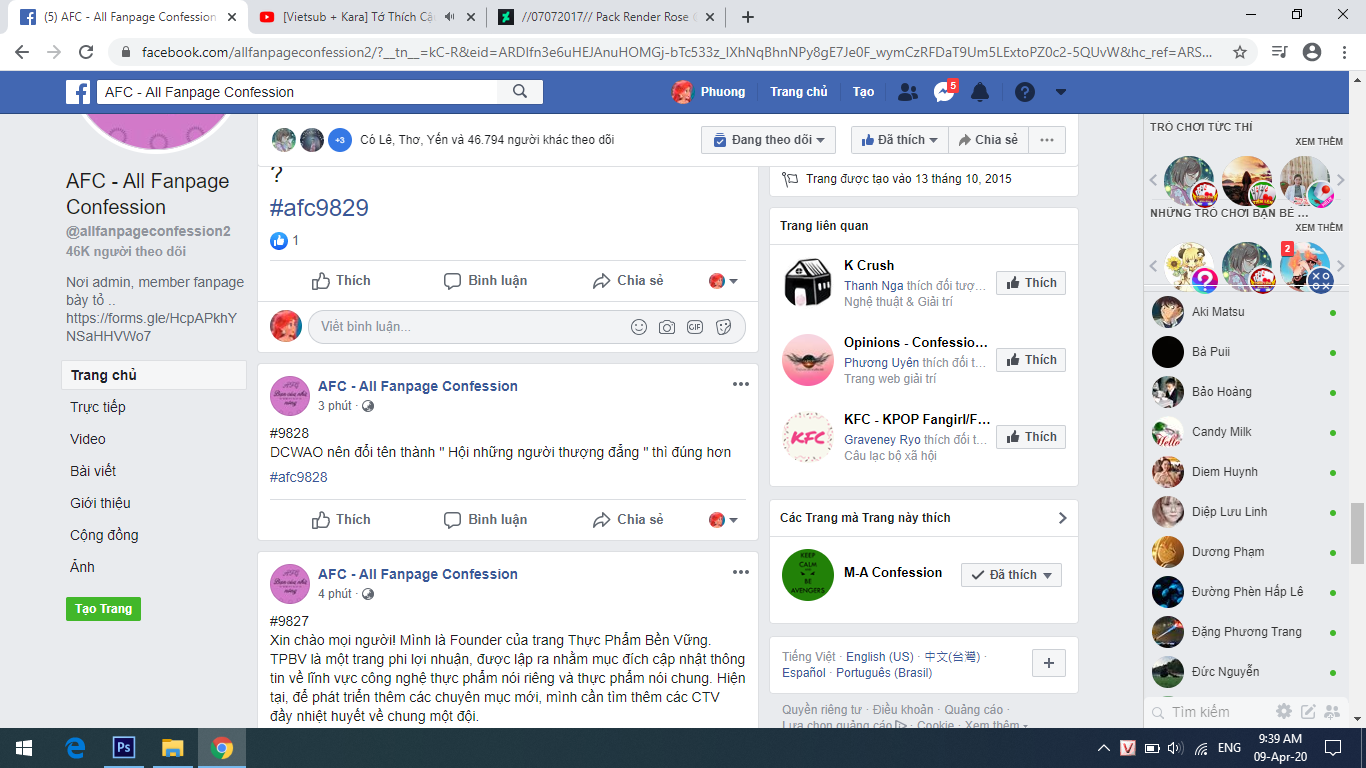 (5) AFC - All Fanpage Confession
[Vietsub + Kara] Tớ Thích Cậ
//07072017// Pack Render Rose
facebook.com/allfanpageconfession2/?__tn__=kC-R&eid=ARDIfn3e6uHEJAnuHOMGj-bTc533z_IXhNqBhnNPy8gE7Je0F_wymCzRFDaT9Um5LExtoPZ0c2-5QUvW&hc_ref=ARS...
AFC - All Fanpage Confession
Phuong
Trang chủ
Tạo
5
AFC - All Fanpage
Confession
@allfanpageconfession2
46K người theo dõi
Nơi admin, member fanpage
bày tỏ ..
https://forms.gle/HcpAPkhY
NSaHHVWo7
Trang chủ
Trực tiếp
Video
Bài viết
Giới thiệu
Cộng đồng
Ảnh
Tạo Trang
+3
Có Lê, Thơ, Yến và 46.794 người khác theo dõi
Đang theo dõi
Đã thích
Chia sẻ
?
#afc9829
1
Thích
Bình luận
Chia sẻ
Viết bình luận...
GIF
AFC - All Fanpage Confession
3 phút ·
#9828
DCWAO nên đổi tên thành " Hội những người thượng đẳng " thì đúng hơn
#afc9828
Thích
Bình luận
Chia sẻ
AFC - All Fanpage Confession
4 phút ·
#9827
Xin chào mọi người! Mình là Founder của trang Thực Phẩm Bền Vững.
TPBV là một trang phi lợi nhuận, được lập ra nhằm mục đích cập nhật thông
tin về lĩnh vực công nghệ thực phẩm nói riêng và thực phẩm nói chung. Hiện
tại, để phát triển thêm các chuyên mục mới, mình cần tìm thêm các CTV
đầy nhiệt huyết về chung một đội.
Trang được tạo vào 13 tháng 10, 2015
Trang liên quan
K Crush
Thanh Nga thích đối tượ...
Nghệ thuật & Giải trí
Thích
Opinions - Confessio...
Phương Uyên thích đối t...
Trang web giải trí
Thích
KFC
KFC - KPOP Fangirl/F...
Graveney Ryo thích đối t...
Câu lạc bộ xã hội
Thích
Các Trang mà Trang này thích
KEEP
CALM
AND
BE
AVENGERS
M-A Confession
Đã thích
Tiếng Việt · English (US) · 中文(台灣) ·
Español · Português (Brasil)
Quyền riêng tư · Điều khoản · Quảng cáo ·
Lựa chọn quảng cáo · Cookie · Xem thêm
TRÒ CHƠI TỨC THÌ
XEM THÊM
NHỮNG TRÒ CHƠI BẠN BÈ ...
XEM THÊM
2
Aki Matsu
Bả Puii
Bảo Hoàng
Candy Milk
Diem Huynh
Diệp Lưu Linh
Dương Phạm
Đường Phèn Hấp Lê
Đặng Phương Trang
Đức Nguyễn
Tìm kiếm
Ps
V
ENG
9:39 AM
09-Apr-20